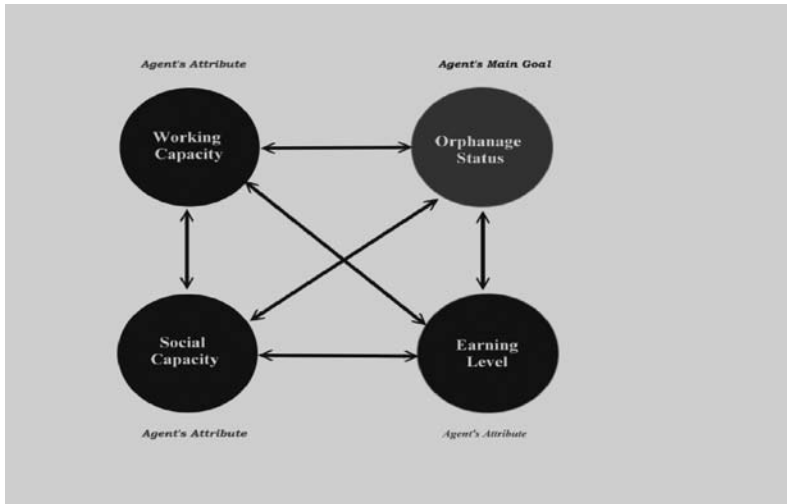 Agent's Attribute
Agent's Main Goal
Working
Capacity
Orphanage
Status
Social
Capacity
Earning
Level
Agent's Attribute
Agent's Attribute